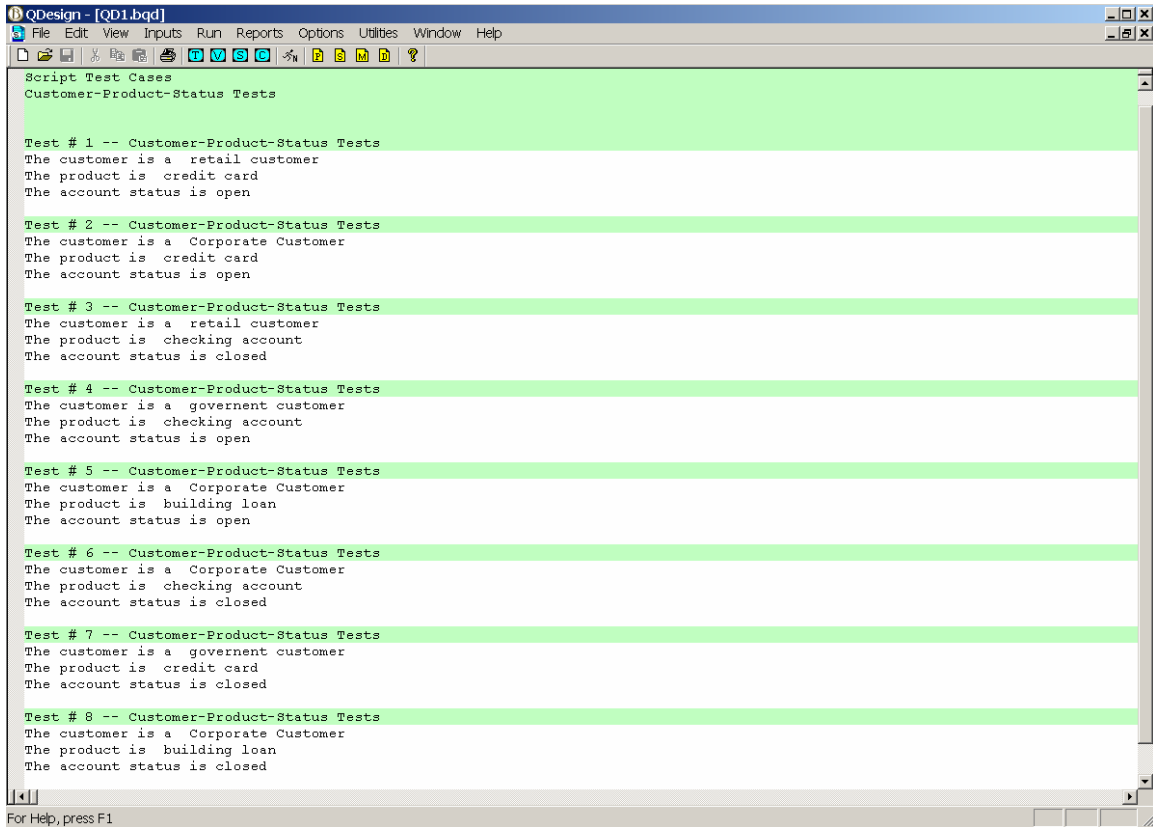 QDesign - [QD1.bqd]
File Edit View Inputs Run Reports Options Utilities Window Help
T V S C N P S M D ?
Script Test Cases
Customer-Product-Status Tests
Test # 1 -- Customer-Product-Status Tests
The customer is a  retail customer
The product is  credit card
The account status is open
Test # 2 -- Customer-Product-Status Tests
The customer is a  Corporate Customer
The product is  credit card
The account status is open
Test # 3 -- Customer-Product-Status Tests
The customer is a  retail customer
The product is  checking account
The account status is closed
Test # 4 -- Customer-Product-Status Tests
The customer is a  governent customer
The product is  checking account
The account status is open
Test # 5 -- Customer-Product-Status Tests
The customer is a  Corporate Customer
The product is  building loan
The account status is open
Test # 6 -- Customer-Product-Status Tests
The customer is a  Corporate Customer
The product is  checking account
The account status is closed
Test # 7 -- Customer-Product-Status Tests
The customer is a  governent customer
The product is  credit card
The account status is closed
Test # 8 -- Customer-Product-Status Tests
The customer is a  Corporate Customer
The product is  building loan
The account status is closed
For Help, press F1